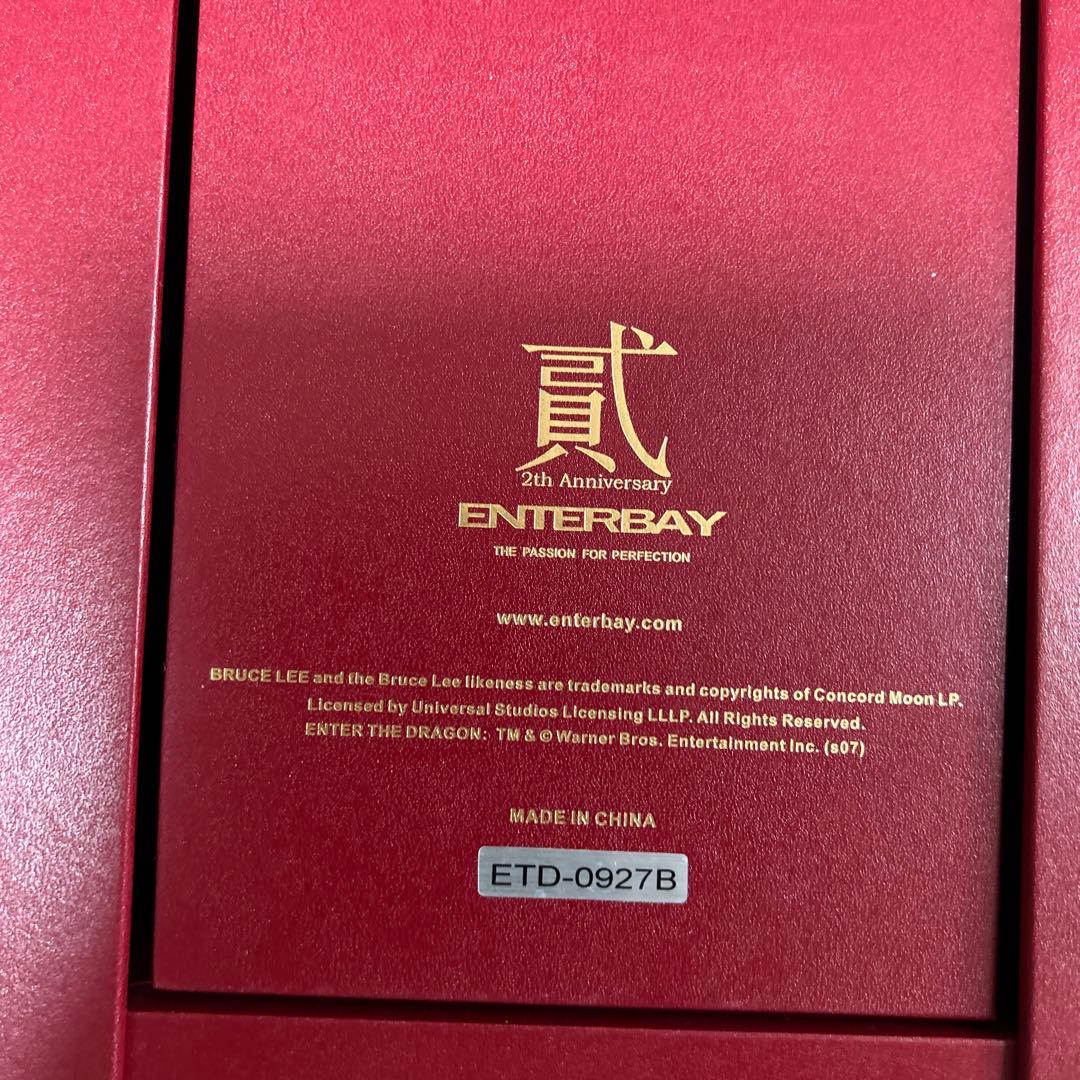 貳
2th Anniversary
ENTERBAY
THE PASSION FOR PERFECTION
www.enterbay.com
BRUCE LEE and the Bruce Lee likeness are trademarks and copyrights of Concord Moon LP.
Licensed by Universal Studios Licensing LLLP. All Rights Reserved.
ENTER THE DRAGON: TM & © Warner Bros. Entertainment Inc. (s07)
MADE IN CHINA
ETD-0927B